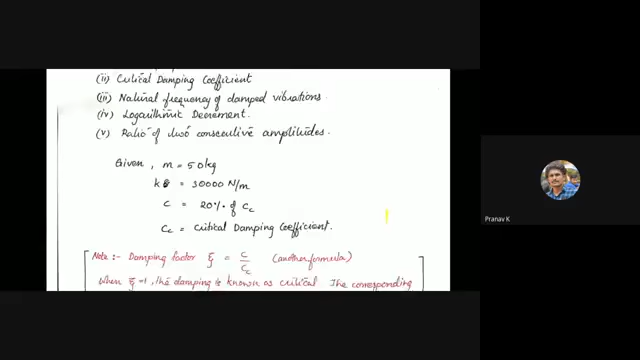 (ii) Critical Damping Coefficient
(iii) Natural frequency of damped vibrations.
(iv) Logarithmic Decrement.
(v) Ratio of two consecutive amplitudes.
Given, m = 50kg
k = 30000 N/m
c = 20% of Cc
Cc = Critical Damping Coefficient.
Note :- Damping factor ξ = c/Cc (another formula)
When ξ=1, the damping is known as critical. The corresponding
Pranav K